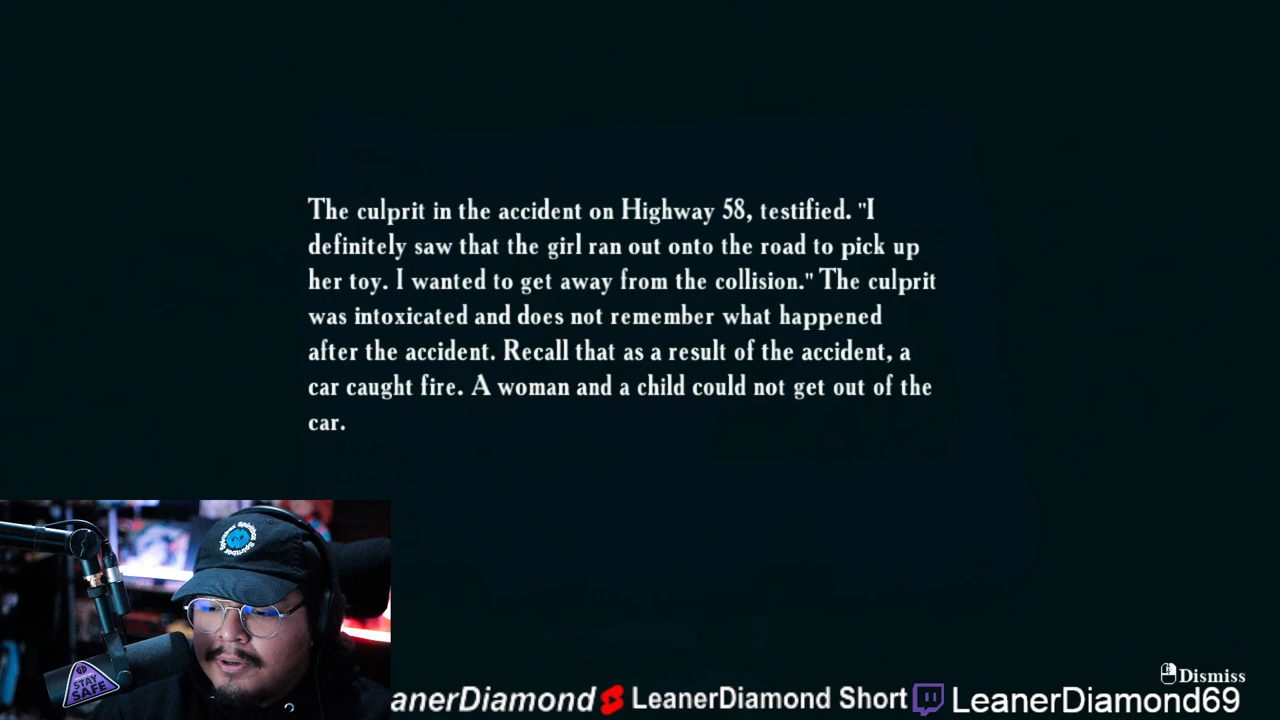 The culprit in the accident on Highway 58, testified. "I
definitely saw that the girl ran out onto the road to pick up
her toy. I wanted to get away from the collision." The culprit
was intoxicated and does not remember what happened
after the accident. Recall that as a result of the accident, a
car caught fire. A woman and a child could not get out of the
car.
STAY
SAFE
Dismiss
anerDiamond LeanerDiamond Short LeanerDiamond69